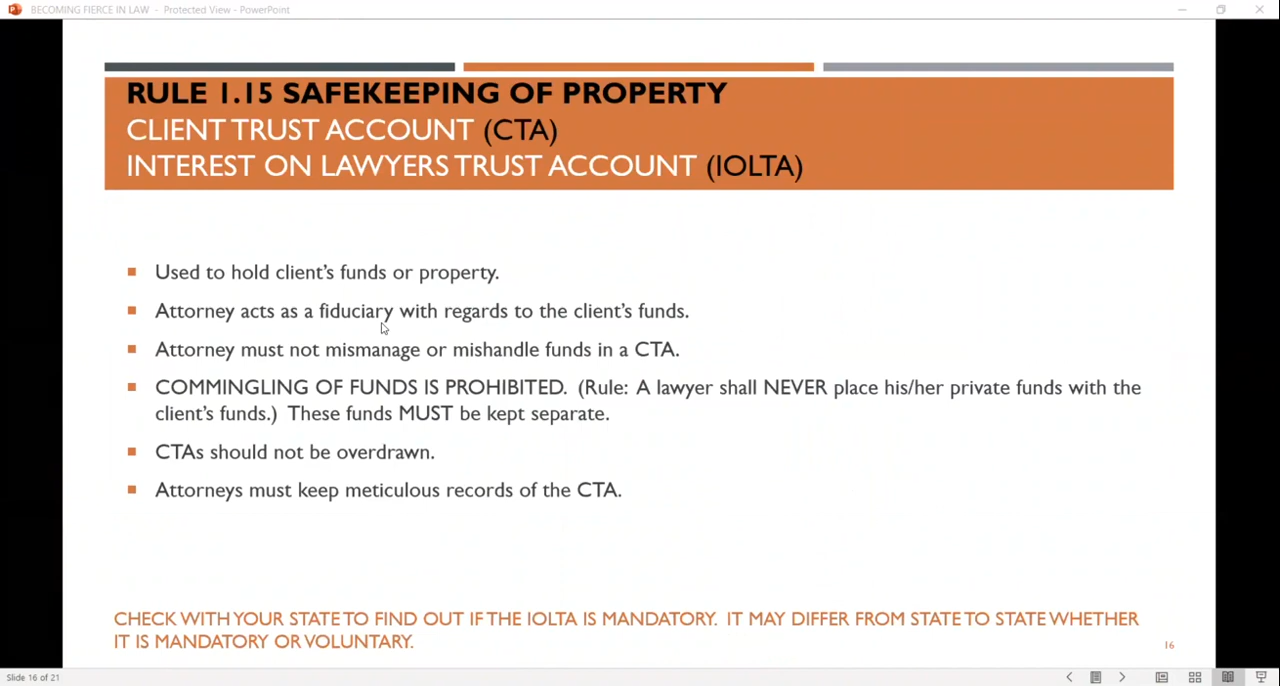 BECOMING FIERCE IN LAW - Protected View - PowerPoint
RULE 1.15 SAFEKEEPING OF PROPERTY
CLIENT TRUST ACCOUNT (CTA)
INTEREST ON LAWYERS TRUST ACCOUNT (IOLTA)
Used to hold client's funds or property.
Attorney acts as a fiduciary with regards to the client's funds.
Attorney must not mismanage or mishandle funds in a CTA.
COMMINGLING OF FUNDS IS PROHIBITED. (Rule: A lawyer shall NEVER place his/her private funds with the
client's funds.) These funds MUST be kept separate.
CTAs should not be overdrawn.
Attorneys must keep meticulous records of the CTA.
CHECK WITH YOUR STATE TO FIND OUT IF THE IOLTA IS MANDATORY. IT MAY DIFFER FROM STATE TO STATE WHETHER
IT IS MANDATORY OR VOLUNTARY.
16
Slide 16 of 21